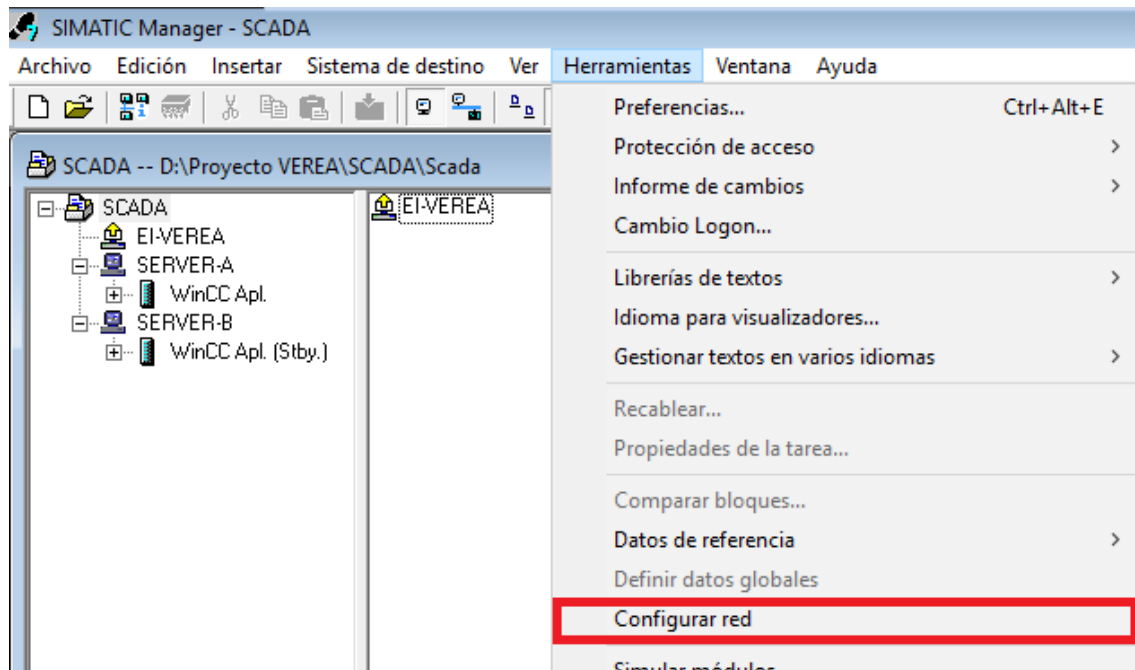 SIMATIC Manager - SCADA
Archivo Edición Insertar Sistema de destino Ver Herramientas Ventana Ayuda
SCADA -- D:\Proyecto VEREA\SCADA\Scada
SCADA
EI-VEREA
SERVER-A
WinCC Apl.
SERVER-B
WinCC Apl. (Stby.)
EI-VEREA
Preferencias... Ctrl+Alt+E
Protección de acceso
Informe de cambios
Cambio Logon...
Librerías de textos
Idioma para visualizadores...
Gestionar textos en varios idiomas
Recablear...
Propiedades de la tarea...
Comparar bloques...
Datos de referencia
Definir datos globales
Configurar red
Simular módulos